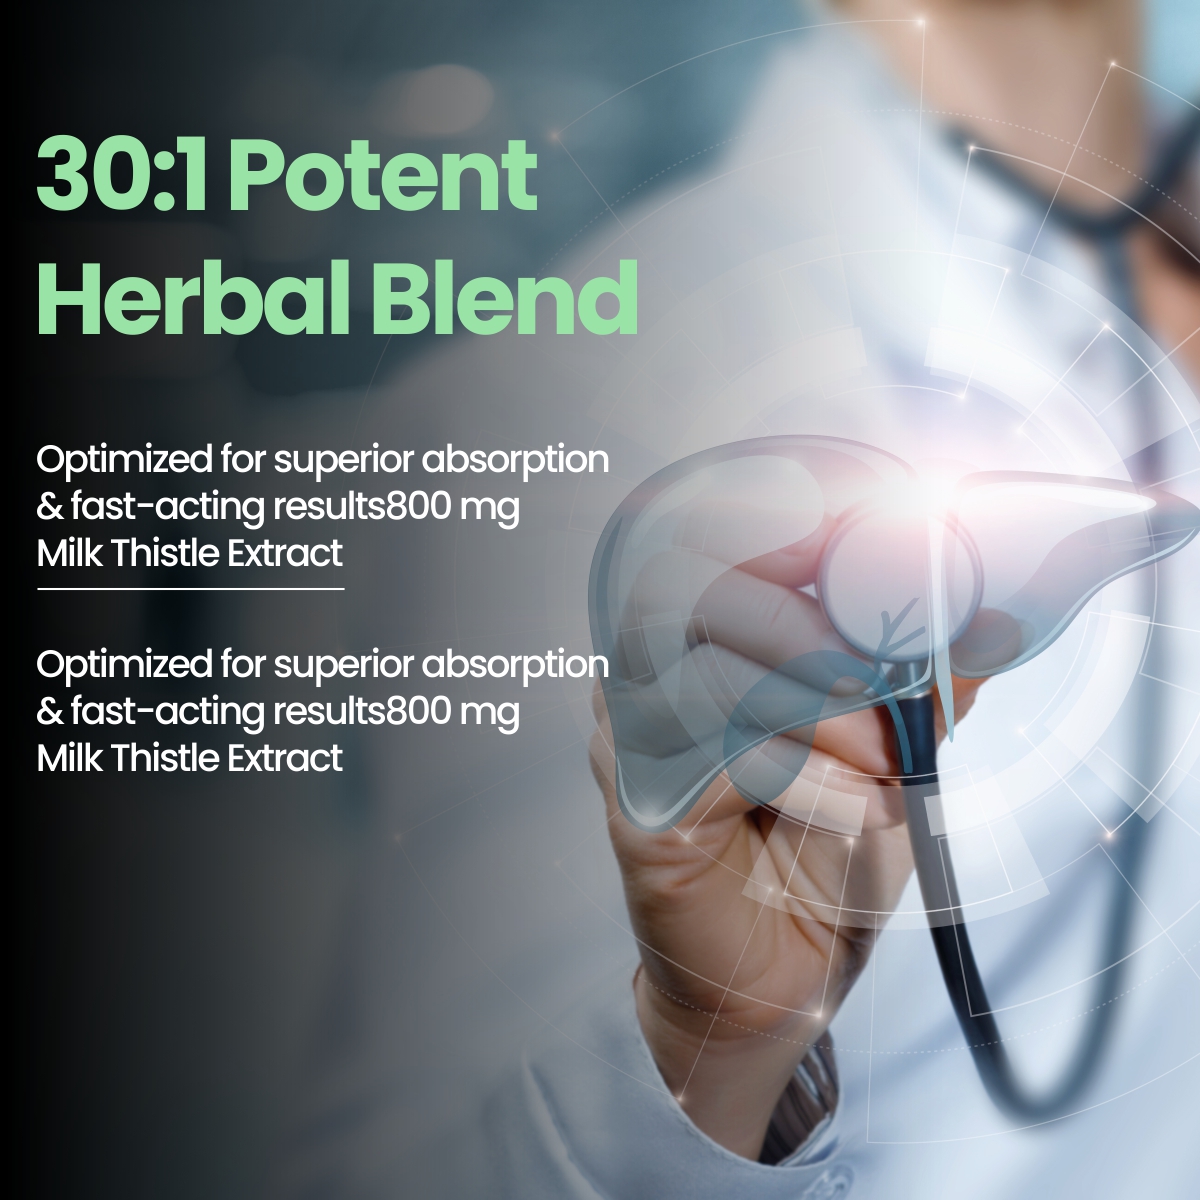 30:1 Potent
Herbal Blend
Optimized for superior absorption
& fast-acting results800 mg
Milk Thistle Extract
Optimized for superior absorption
& fast-acting results800 mg
Milk Thistle Extract